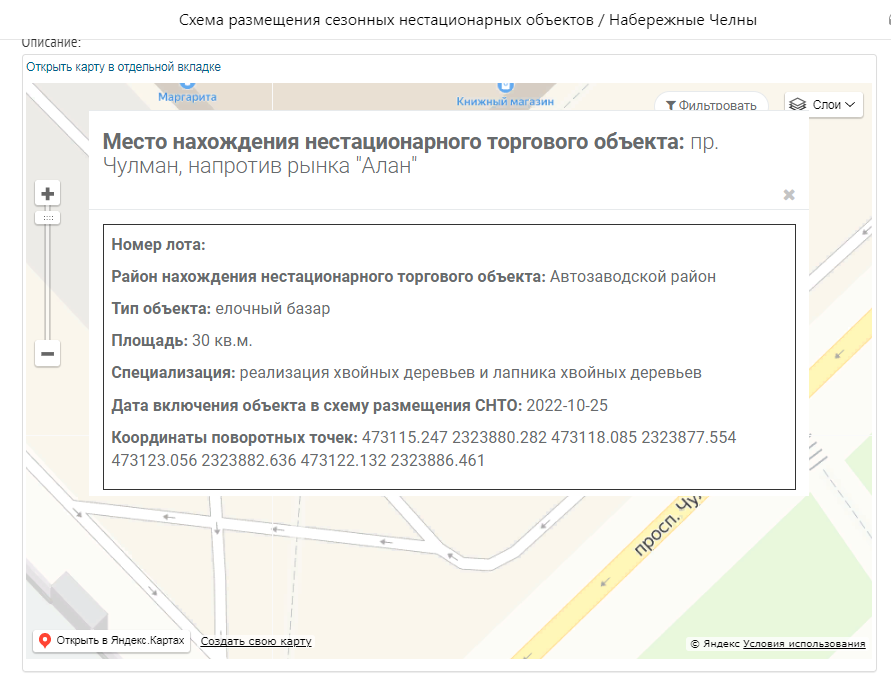 Схема размещения сезонных нестационарных объектов / Набережные Челны
Описание:
Открыть карту в отдельной вкладке
Маргарита
Книжный магазин
Фильтровать
Слои
Место нахождения нестационарного торгового объекта: пр.
Чулман, напротив рынка "Алан"
Номер лота:
Район нахождения нестационарного торгового объекта: Автозаводской район
Тип объекта: елочный базар
Площадь: 30 кв.м.
Специализация: реализация хвойных деревьев и лапника хвойных деревьев
Дата включения объекта в схему размещения СНТО: 2022-10-25
Координаты поворотных точек: 473115.247 2323880.282 473118.085 2323877.554
473123.056 2323882.636 473122.132 2323886.461
просп. Чу
Открыть в Яндекс.Картах
Создать свою карту
© Яндекс Условия использования